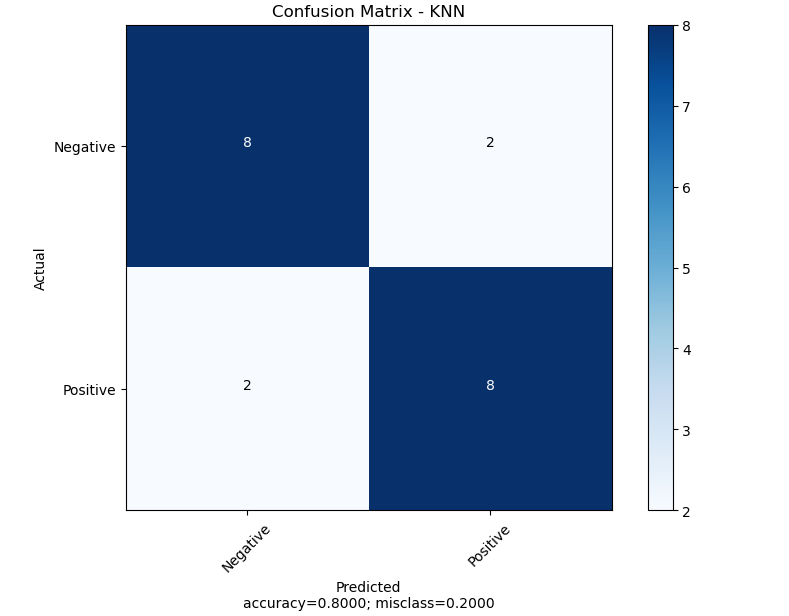 Confusion Matrix - KNN
Actual
Negative
8
2
Positive
2
8
Negative
Positive
Predicted
accuracy=0.8000; misclass=0.2000
8
7
6
5
4
3
2